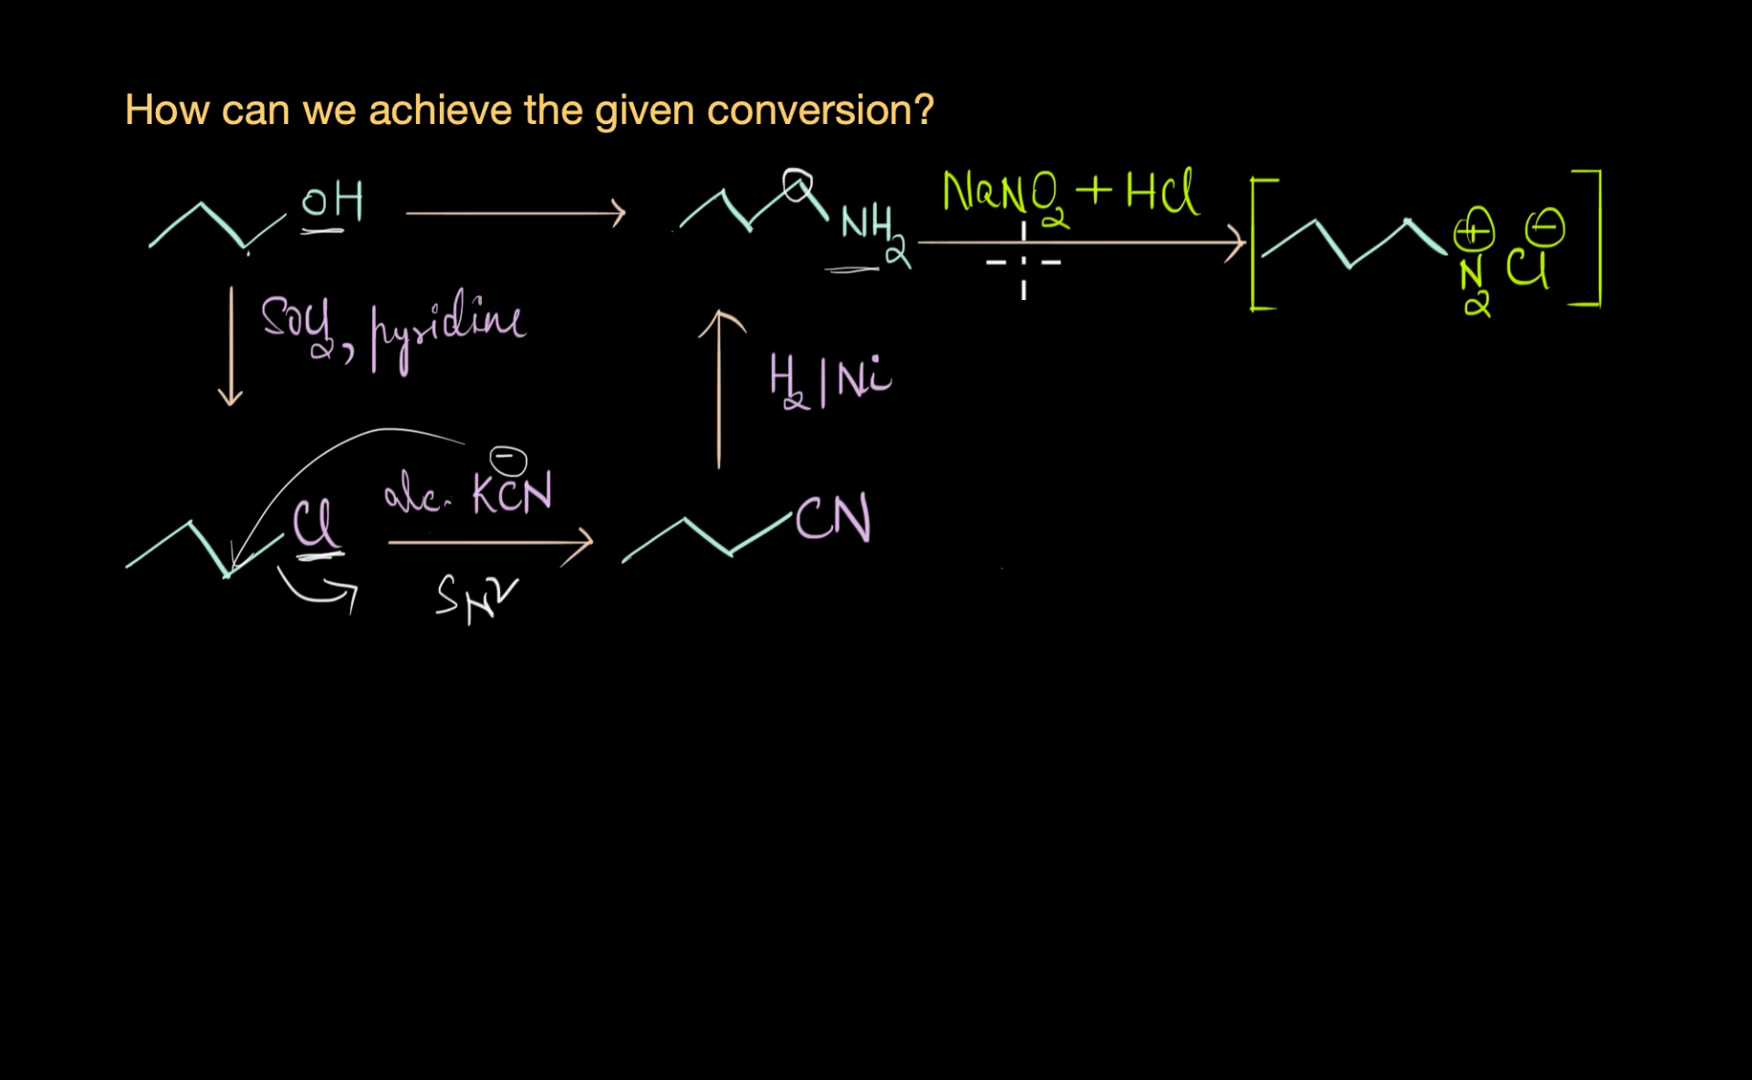 How can we achieve the given conversion?
OH
NH2
NaNO2 + HCl
[ N2⊕ Cl⊖ ]
SOCl2, pyridine
H2 | Ni
Cl
alc. KCN ⊖
CN
SN2